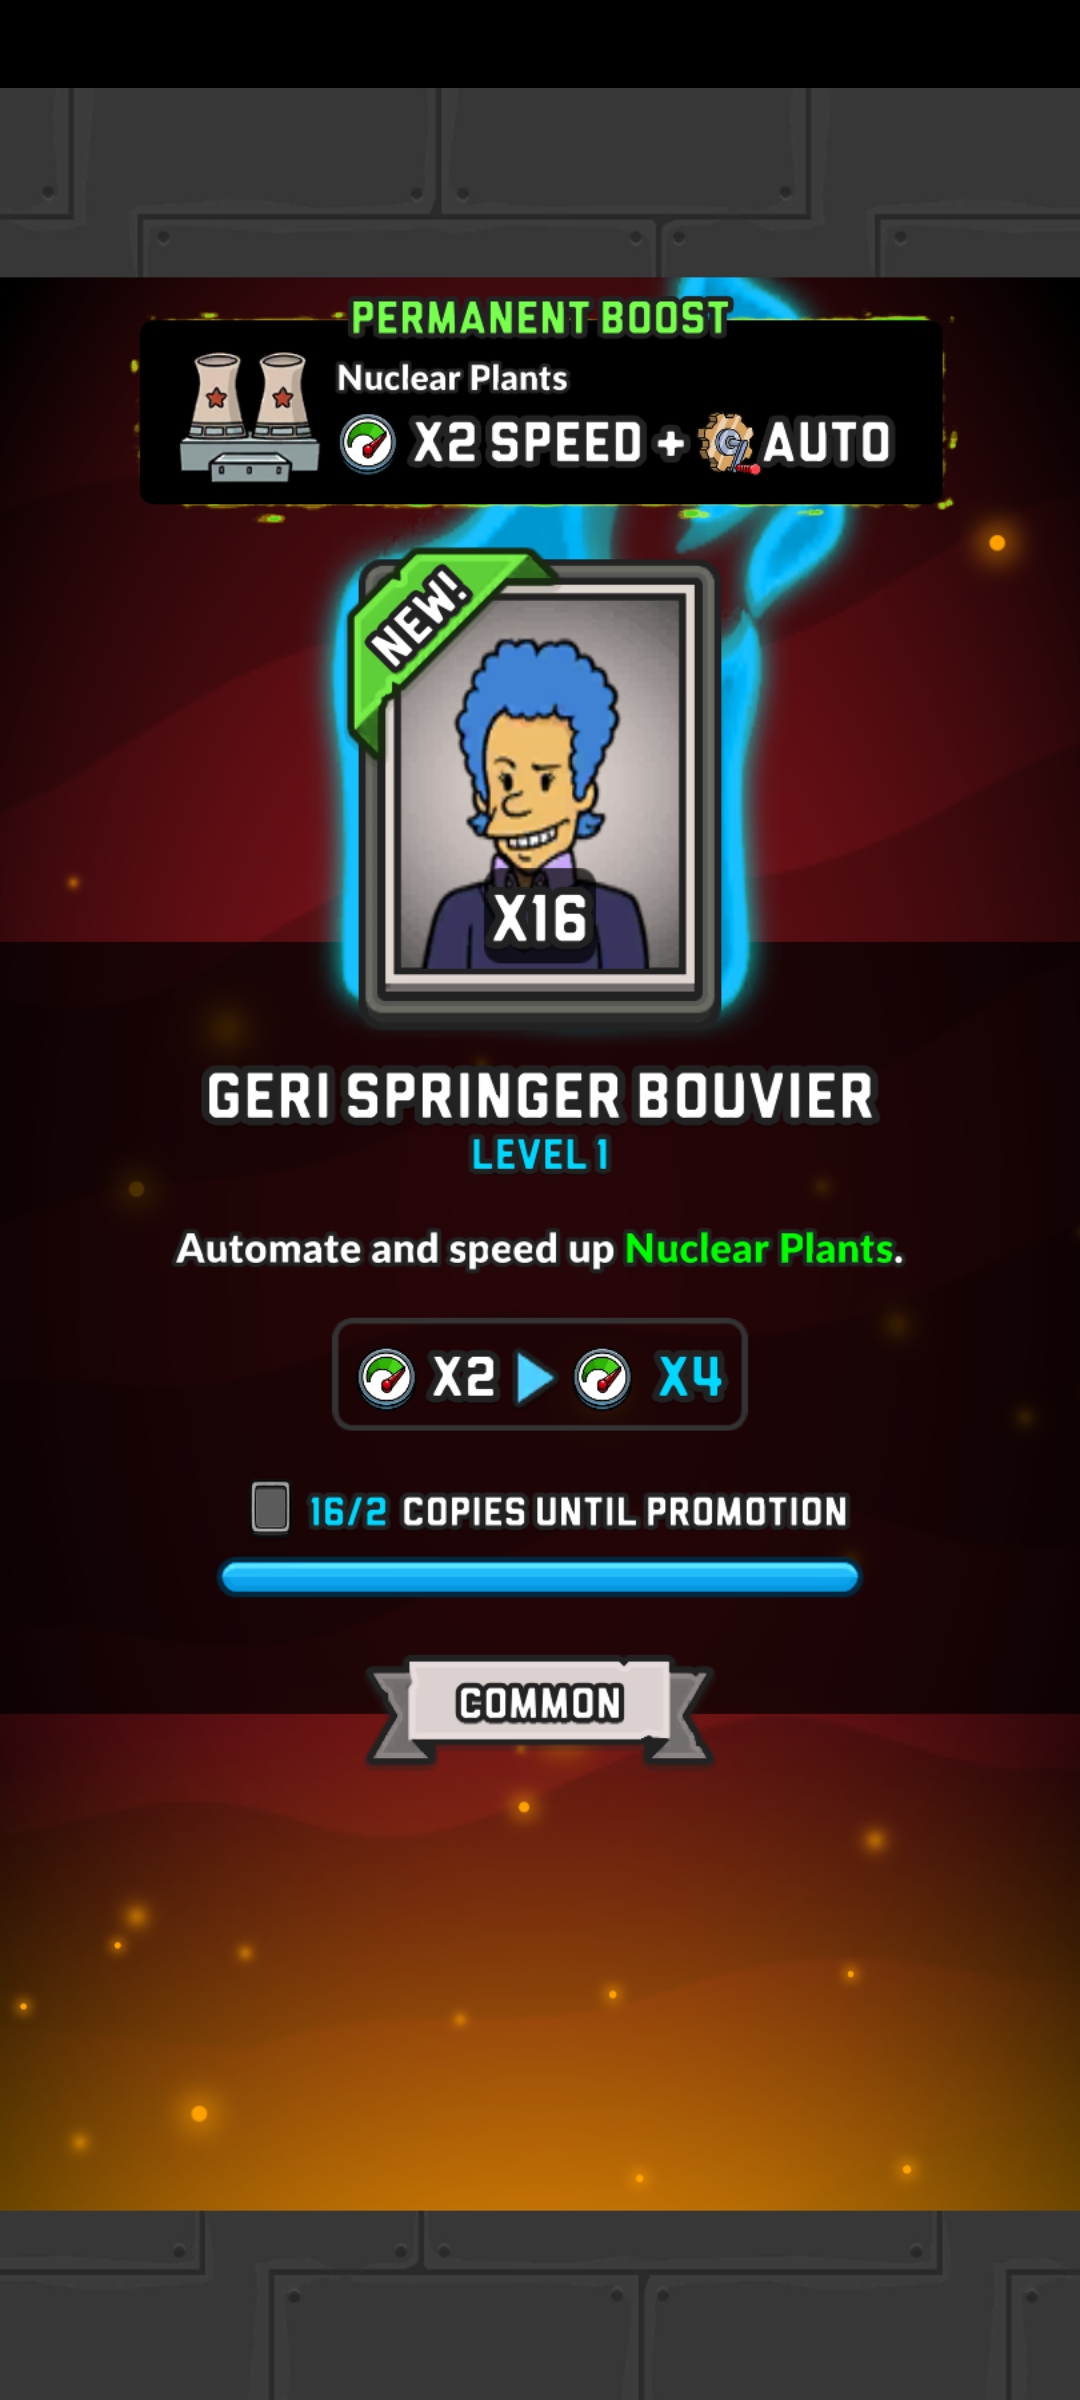 PERMANENT BOOST
Nuclear Plants
X2 SPEED + AUTO
NEW!
X16
GERI SPRINGER BOUVIER
LEVEL 1
Automate and speed up Nuclear Plants.
X2 X4
16/2 COPIES UNTIL PROMOTION
COMMON